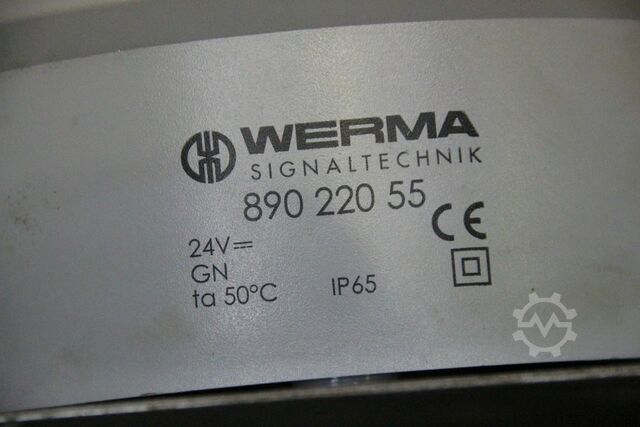 WERMA
SIGNALTECHNIK
890 220 55
CE
24V⎓
GN
ta 50°C IP65